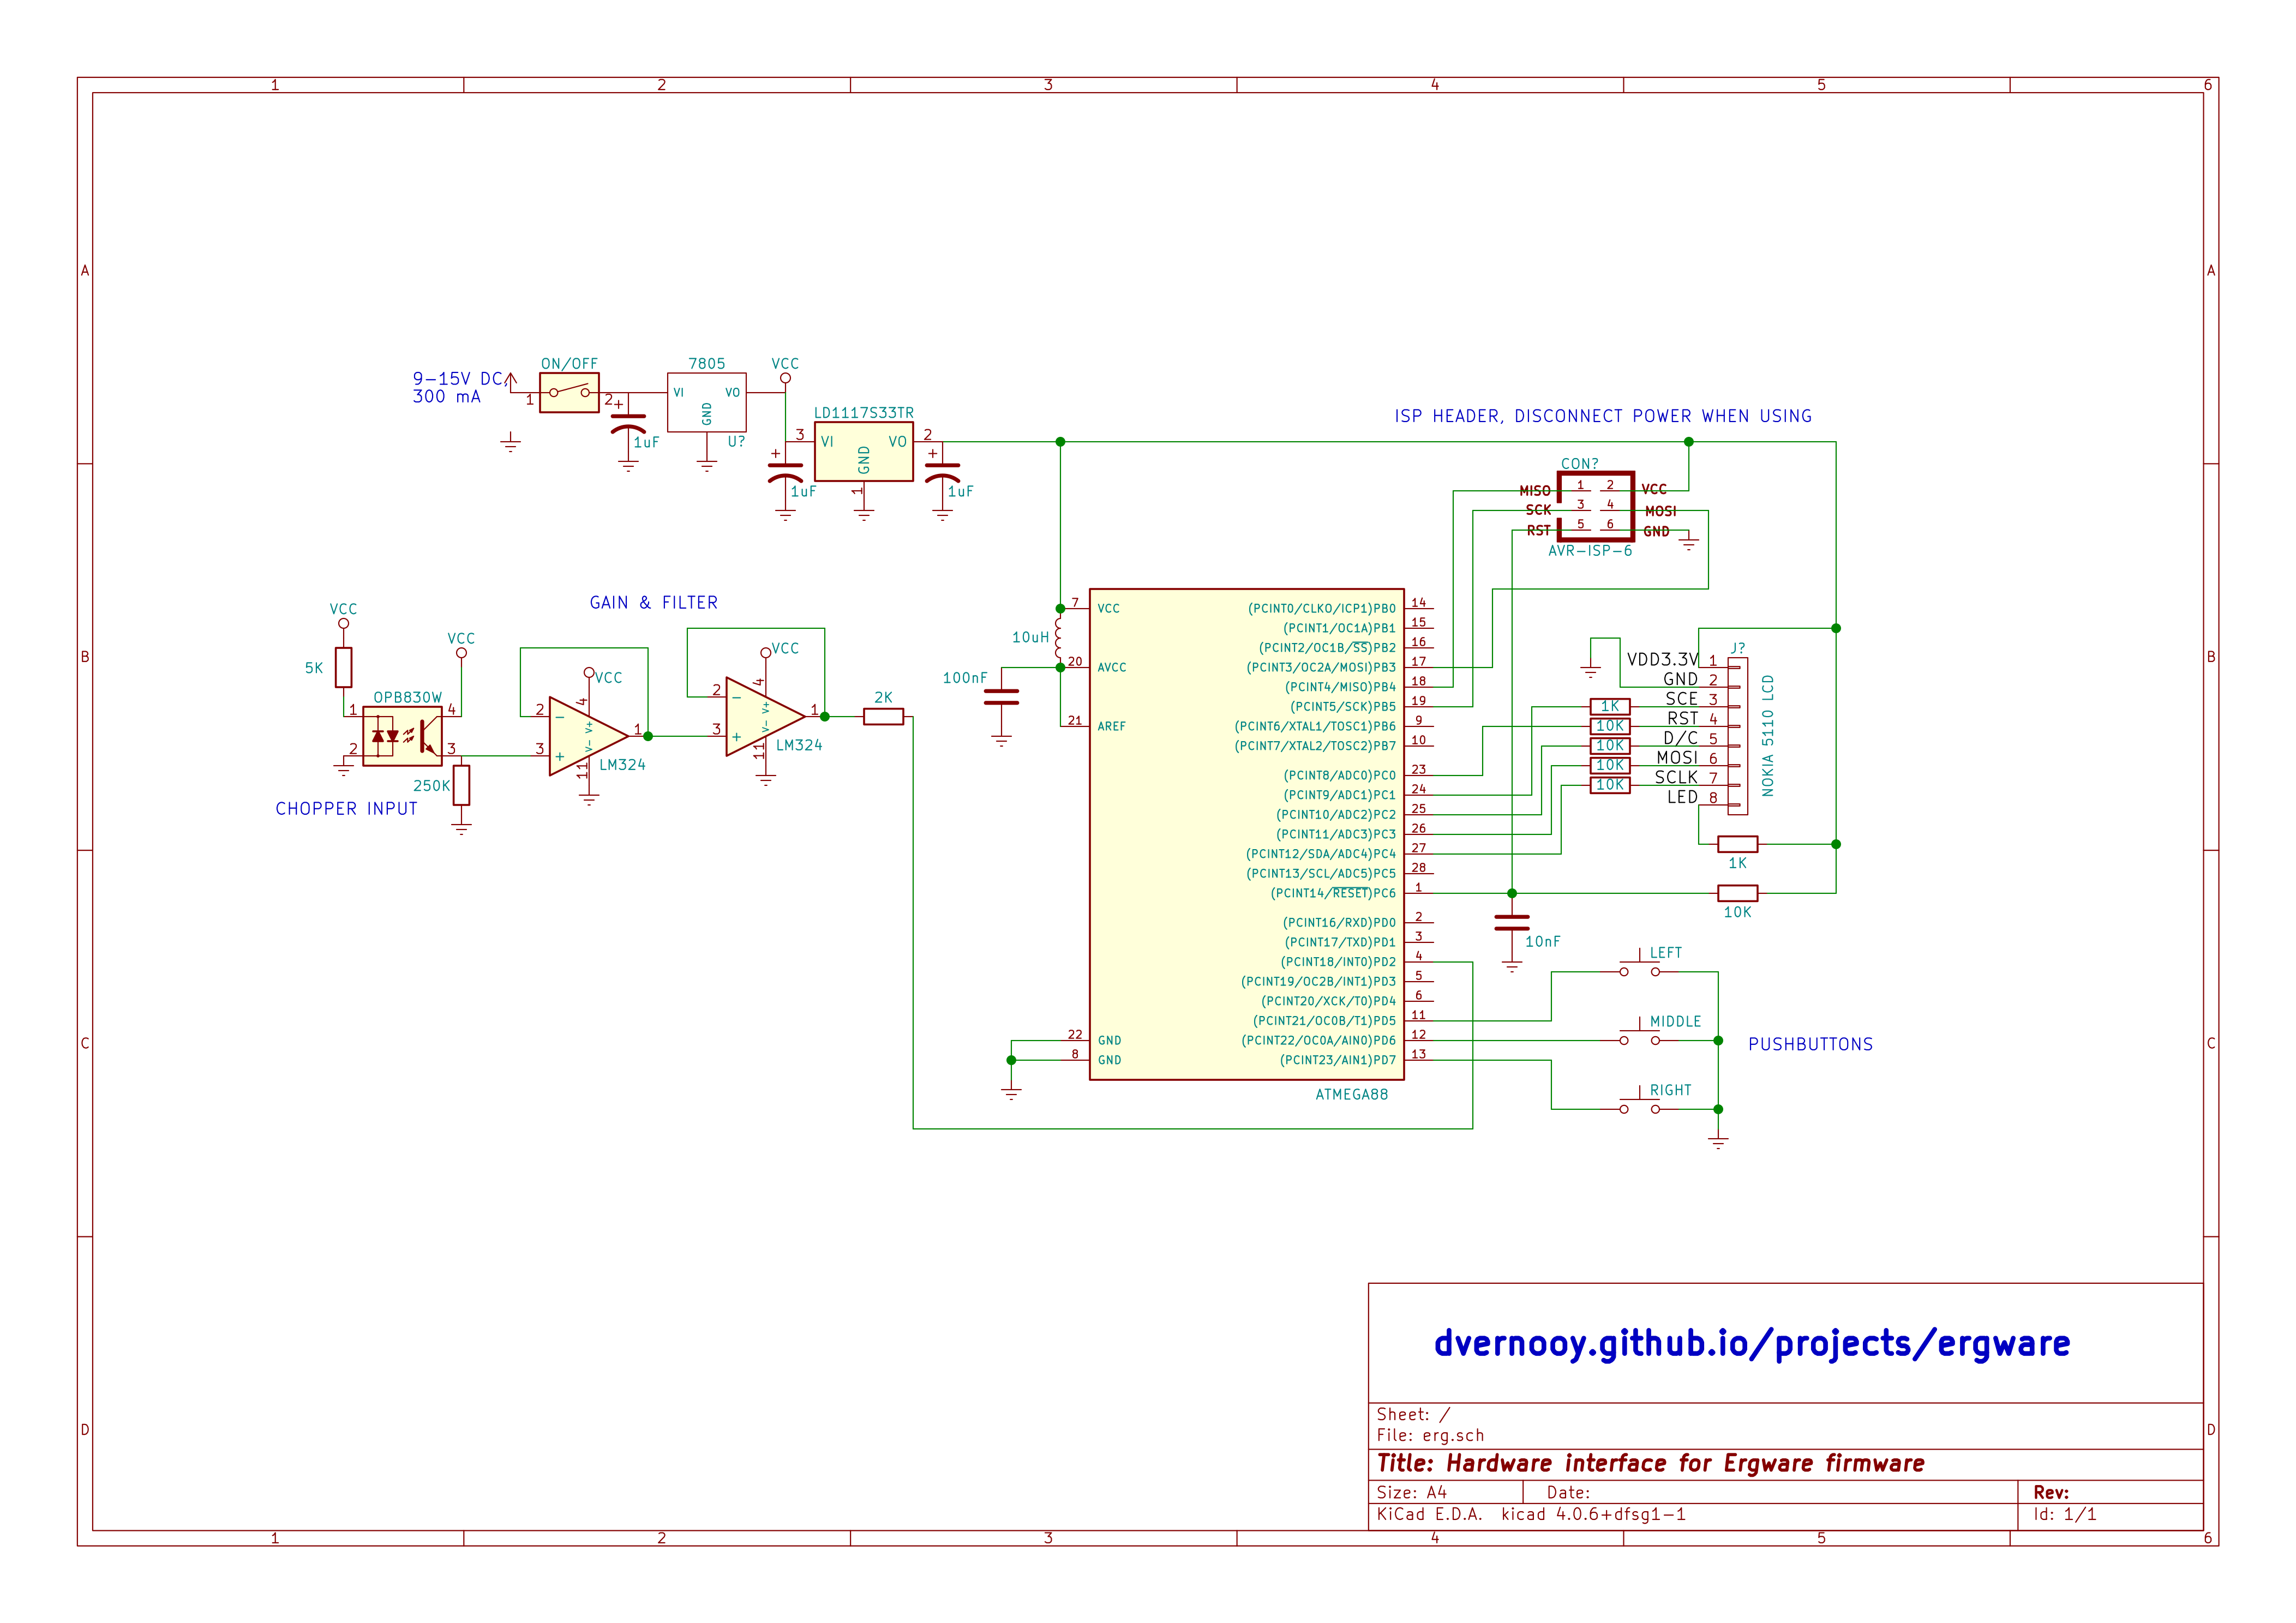 1 2 3 4 5 6
A A
ON/OFF 7805 VCC
9-15V DC,
300 mA
1 2 + 1uF
VI VO GND U?
LD1117S33TR
3 VI VO 2
GND 1
+ 1uF
+ 1uF
ISP HEADER, DISCONNECT POWER WHEN USING
CON?
MISO 1 2 VCC
SCK 3 4 MOSI
RST 5 6 GND
AVR-ISP-6
B B
GAIN & FILTER
VCC
5K
VCC
OPB830W
1 4
2 3
250K
CHOPPER INPUT
VCC
2 - 4 V+
1
3 + V- 11
LM324
VCC
2 - 4 V+
1
3 + V- 11
LM324
2K
10uH
100nF
7 VCC
20 AVCC
21 AREF
22 GND
8 GND
(PCINT0/CLKO/ICP1)PB0 14
(PCINT1/OC1A)PB1 15
(PCINT2/OC1B/SS)PB2 16
(PCINT3/OC2A/MOSI)PB3 17
(PCINT4/MISO)PB4 18
(PCINT5/SCK)PB5 19
(PCINT6/XTAL1/TOSC1)PB6 9
(PCINT7/XTAL2/TOSC2)PB7 10
(PCINT8/ADC0)PC0 23
(PCINT9/ADC1)PC1 24
(PCINT10/ADC2)PC2 25
(PCINT11/ADC3)PC3 26
(PCINT12/SDA/ADC4)PC4 27
(PCINT13/SCL/ADC5)PC5 28
(PCINT14/RESET)PC6 1
(PCINT16/RXD)PD0 2
(PCINT17/TXD)PD1 3
(PCINT18/INT0)PD2 4
(PCINT19/OC2B/INT1)PD3 5
(PCINT20/XCK/T0)PD4 6
(PCINT21/OC0B/T1)PD5 11
(PCINT22/OC0A/AIN0)PD6 12
(PCINT23/AIN1)PD7 13
ATMEGA88
J?
VDD3.3V 1
GND 2
1K SCE 3
10K RST 4
10K D/C 5
10K MOSI 6
10K SCLK 7
LED 8
NOKIA 5110 LCD
1K
10K
10nF
LEFT
MIDDLE
RIGHT
PUSHBUTTONS
C C
dvernooy.github.io/projects/ergware
Sheet: /
File: erg.sch
D D
Title: Hardware interface for Ergware firmware
Size: A4 Date: Rev:
KiCad E.D.A. kicad 4.0.6+dfsg1-1 Id: 1/1
1 2 3 4 5 6